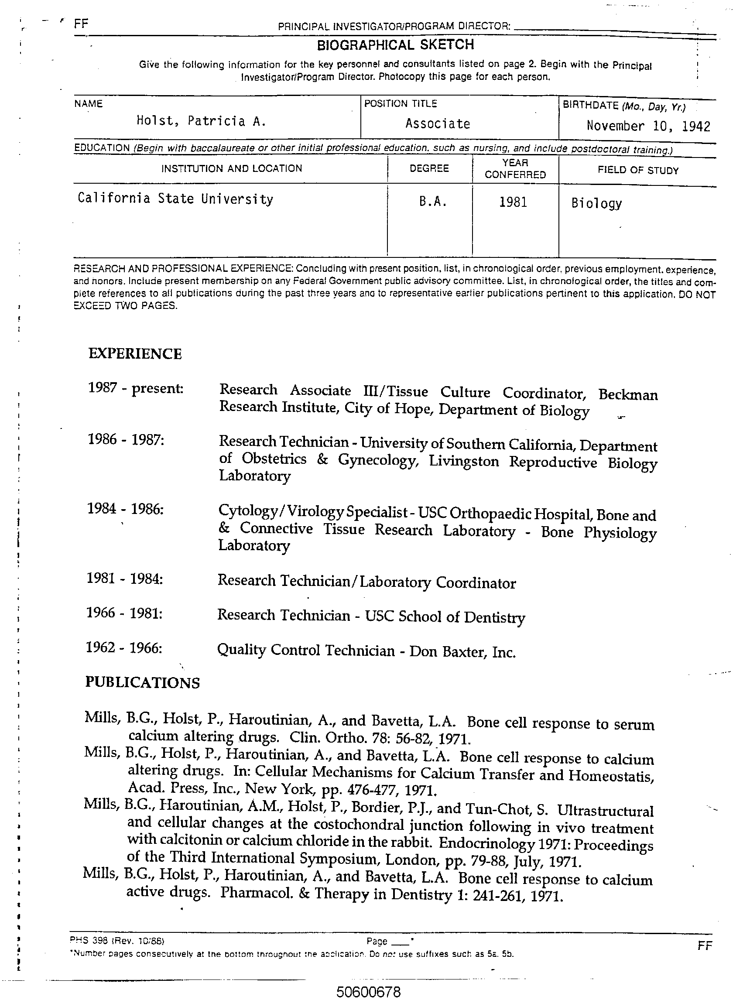 FF
PRINCIPAL INVESTIGATOR/PROGRAM DIRECTOR:
BIOGRAPHICAL SKETCH
Give the following information for the key personnel and consultants listed on page 2. Begin with the Principal
Investigator/Program Director. Photocopy this page for each person.
NAME POSITION TITLE BIRTHDATE (Mo., Day, Yr.)
Holst, Patricia A. Associate November 10, 1942
EDUCATION (Begin with baccalaureate or other initial professional education, such as nursing, and include postdoctoral training.)
INSTITUTION AND LOCATION DEGREE YEAR CONFERRED FIELD OF STUDY
California State University B.A. 1981 Biology
RESEARCH AND PROFESSIONAL EXPERIENCE: Concluding with present position, list, in chronological order, previous employment, experience,
and honors. Include present membership on any Federal Government public advisory committee. List, in chronological order, the titles and com-
plete references to all publications during the past three years and to representative earlier publications pertinent to this application. DO NOT
EXCEED TWO PAGES.
EXPERIENCE
1987 - present: Research Associate III/Tissue Culture Coordinator, Beckman
Research Institute, City of Hope, Department of Biology
1986 - 1987: Research Technician - University of Southern California, Department
of Obstetrics & Gynecology, Livingston Reproductive Biology
Laboratory
1984 - 1986: Cytology/Virology Specialist - USC Orthopaedic Hospital, Bone and
& Connective Tissue Research Laboratory - Bone Physiology
Laboratory
1981 - 1984: Research Technician/Laboratory Coordinator
1966 - 1981: Research Technician - USC School of Dentistry
1962 - 1966: Quality Control Technician - Don Baxter, Inc.
PUBLICATIONS
Mills, B.G., Holst, P., Haroutinian, A., and Bavetta, L.A. Bone cell response to serum
calcium altering drugs. Clin. Ortho. 78: 56-82, 1971.
Mills, B.G., Holst, P., Haroutinian, A., and Bavetta, L.A. Bone cell response to calcium
altering drugs. In: Cellular Mechanisms for Calcium Transfer and Homeostatis,
Acad. Press, Inc., New York, pp. 476-477, 1971.
Mills, B.G., Haroutinian, A.M., Holst, P., Bordier, P.J., and Tun-Chot, S. Ultrastructural
and cellular changes at the costochondral junction following in vivo treatment
with calcitonin or calcium chloride in the rabbit. Endocrinology 1971: Proceedings
of the Third International Symposium, London, pp. 79-88, July, 1971.
Mills, B.G., Holst, P., Haroutinian, A., and Bavetta, L.A. Bone cell response to calcium
active drugs. Pharmacol. & Therapy in Dentistry 1: 241-261, 1971.
PHS 398 (Rev. 10/88) Page ___* FF
*Number pages consecutively at the bottom throughout the application. Do not use suffixes such as 5a, 5b.
50600678